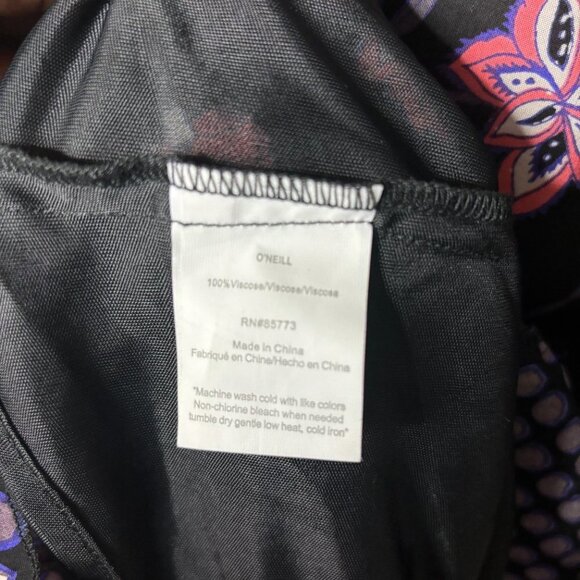 O'NEILL
100%Viscose/Viscose/Viscosa
RN#85773
Made in China
Fabriqué en Chine/Hacho en China
"Machine wash cold with like colors
Non-chlorine bleach when needed
tumble dry gentle low heat, cold iron"